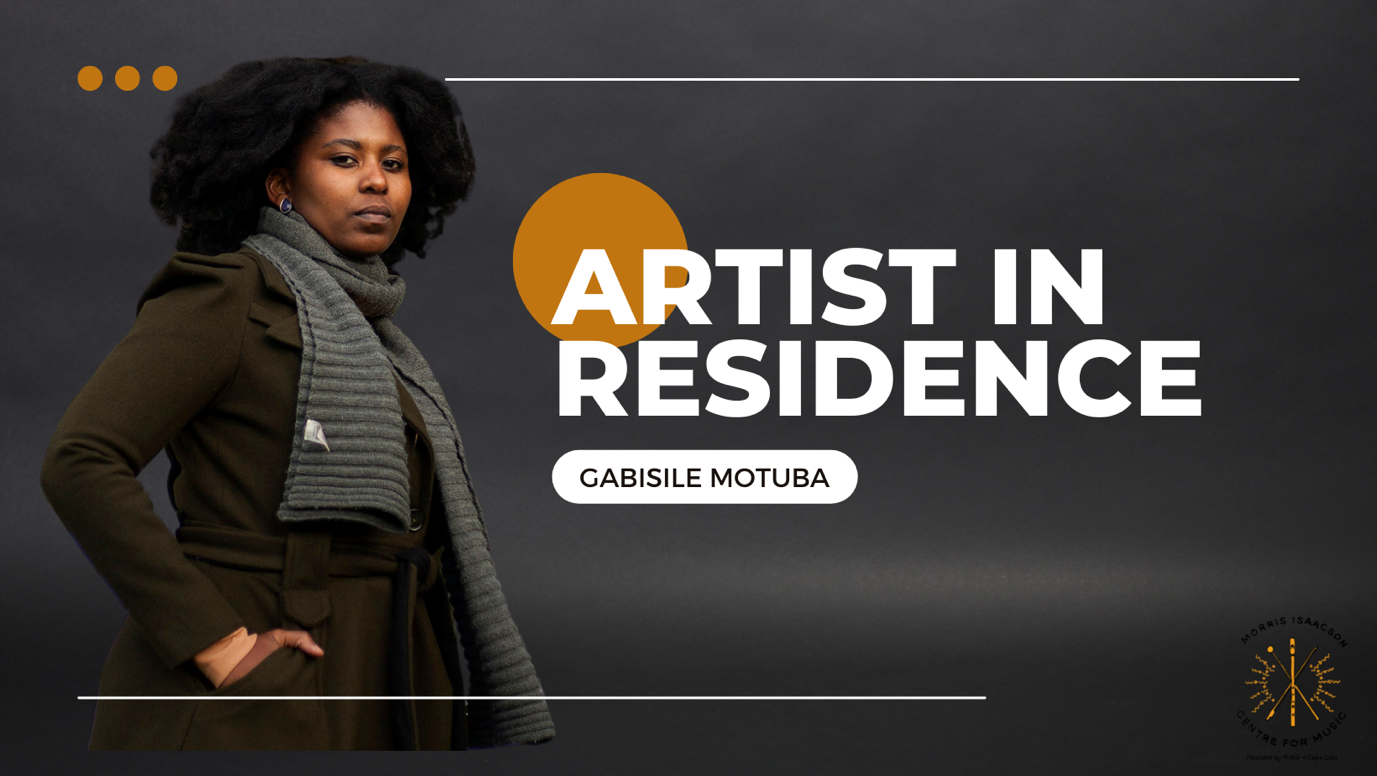 ARTIST IN
RESIDENCE
GABISILE MOTUBA
MORRIS ISAACSON
CENTRE FOR MUSIC